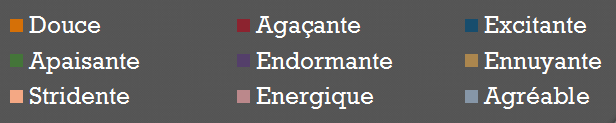 Douce Agaçante Excitante
Apaisante Endormante Ennuyante
Stridente Energique Agréable